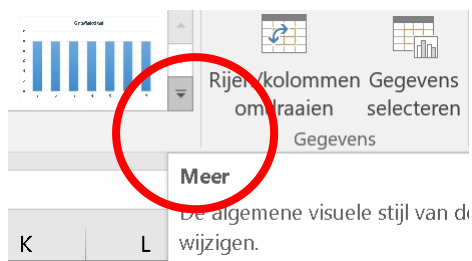 Grafiektitel
Rijen/kolommen omdraaien
Gegevens selecteren
Gegevens
Meer
De algemene visuele stijl van de
wijzigen.
K L